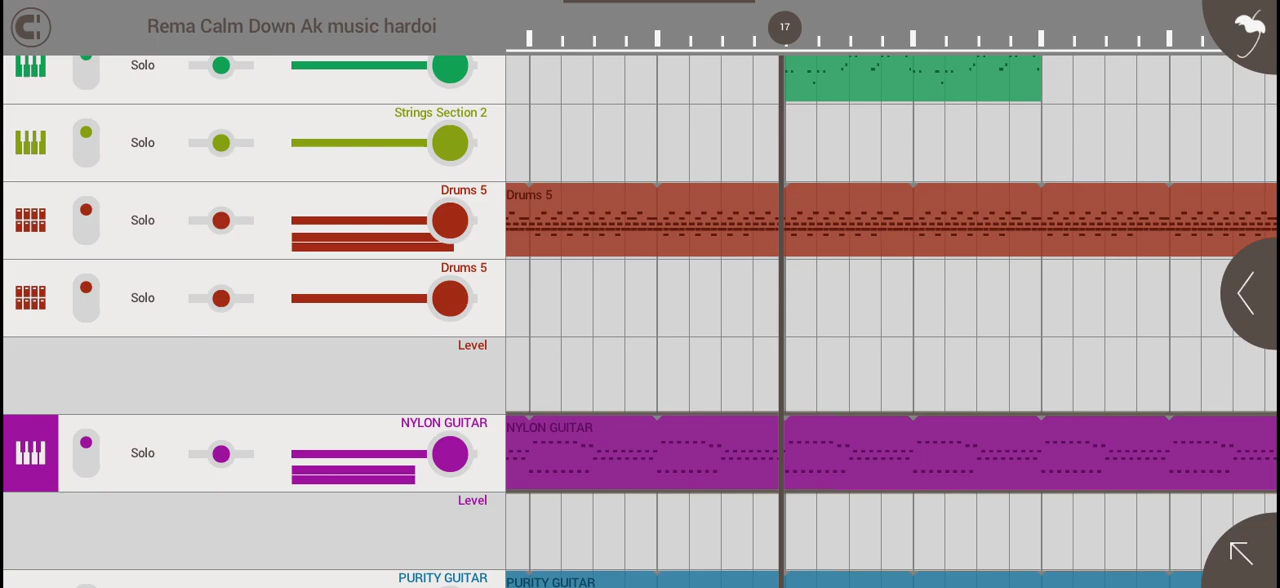 Rema Calm Down Ak music hardoi
17
Solo
Strings Section 2
Solo
Drums 5
Solo
Drums 5
Drums 5
Solo
Level
NYLON GUITAR
Solo
NYLON GUITAR
Level
PURITY GUITAR
PURITY GUITAR